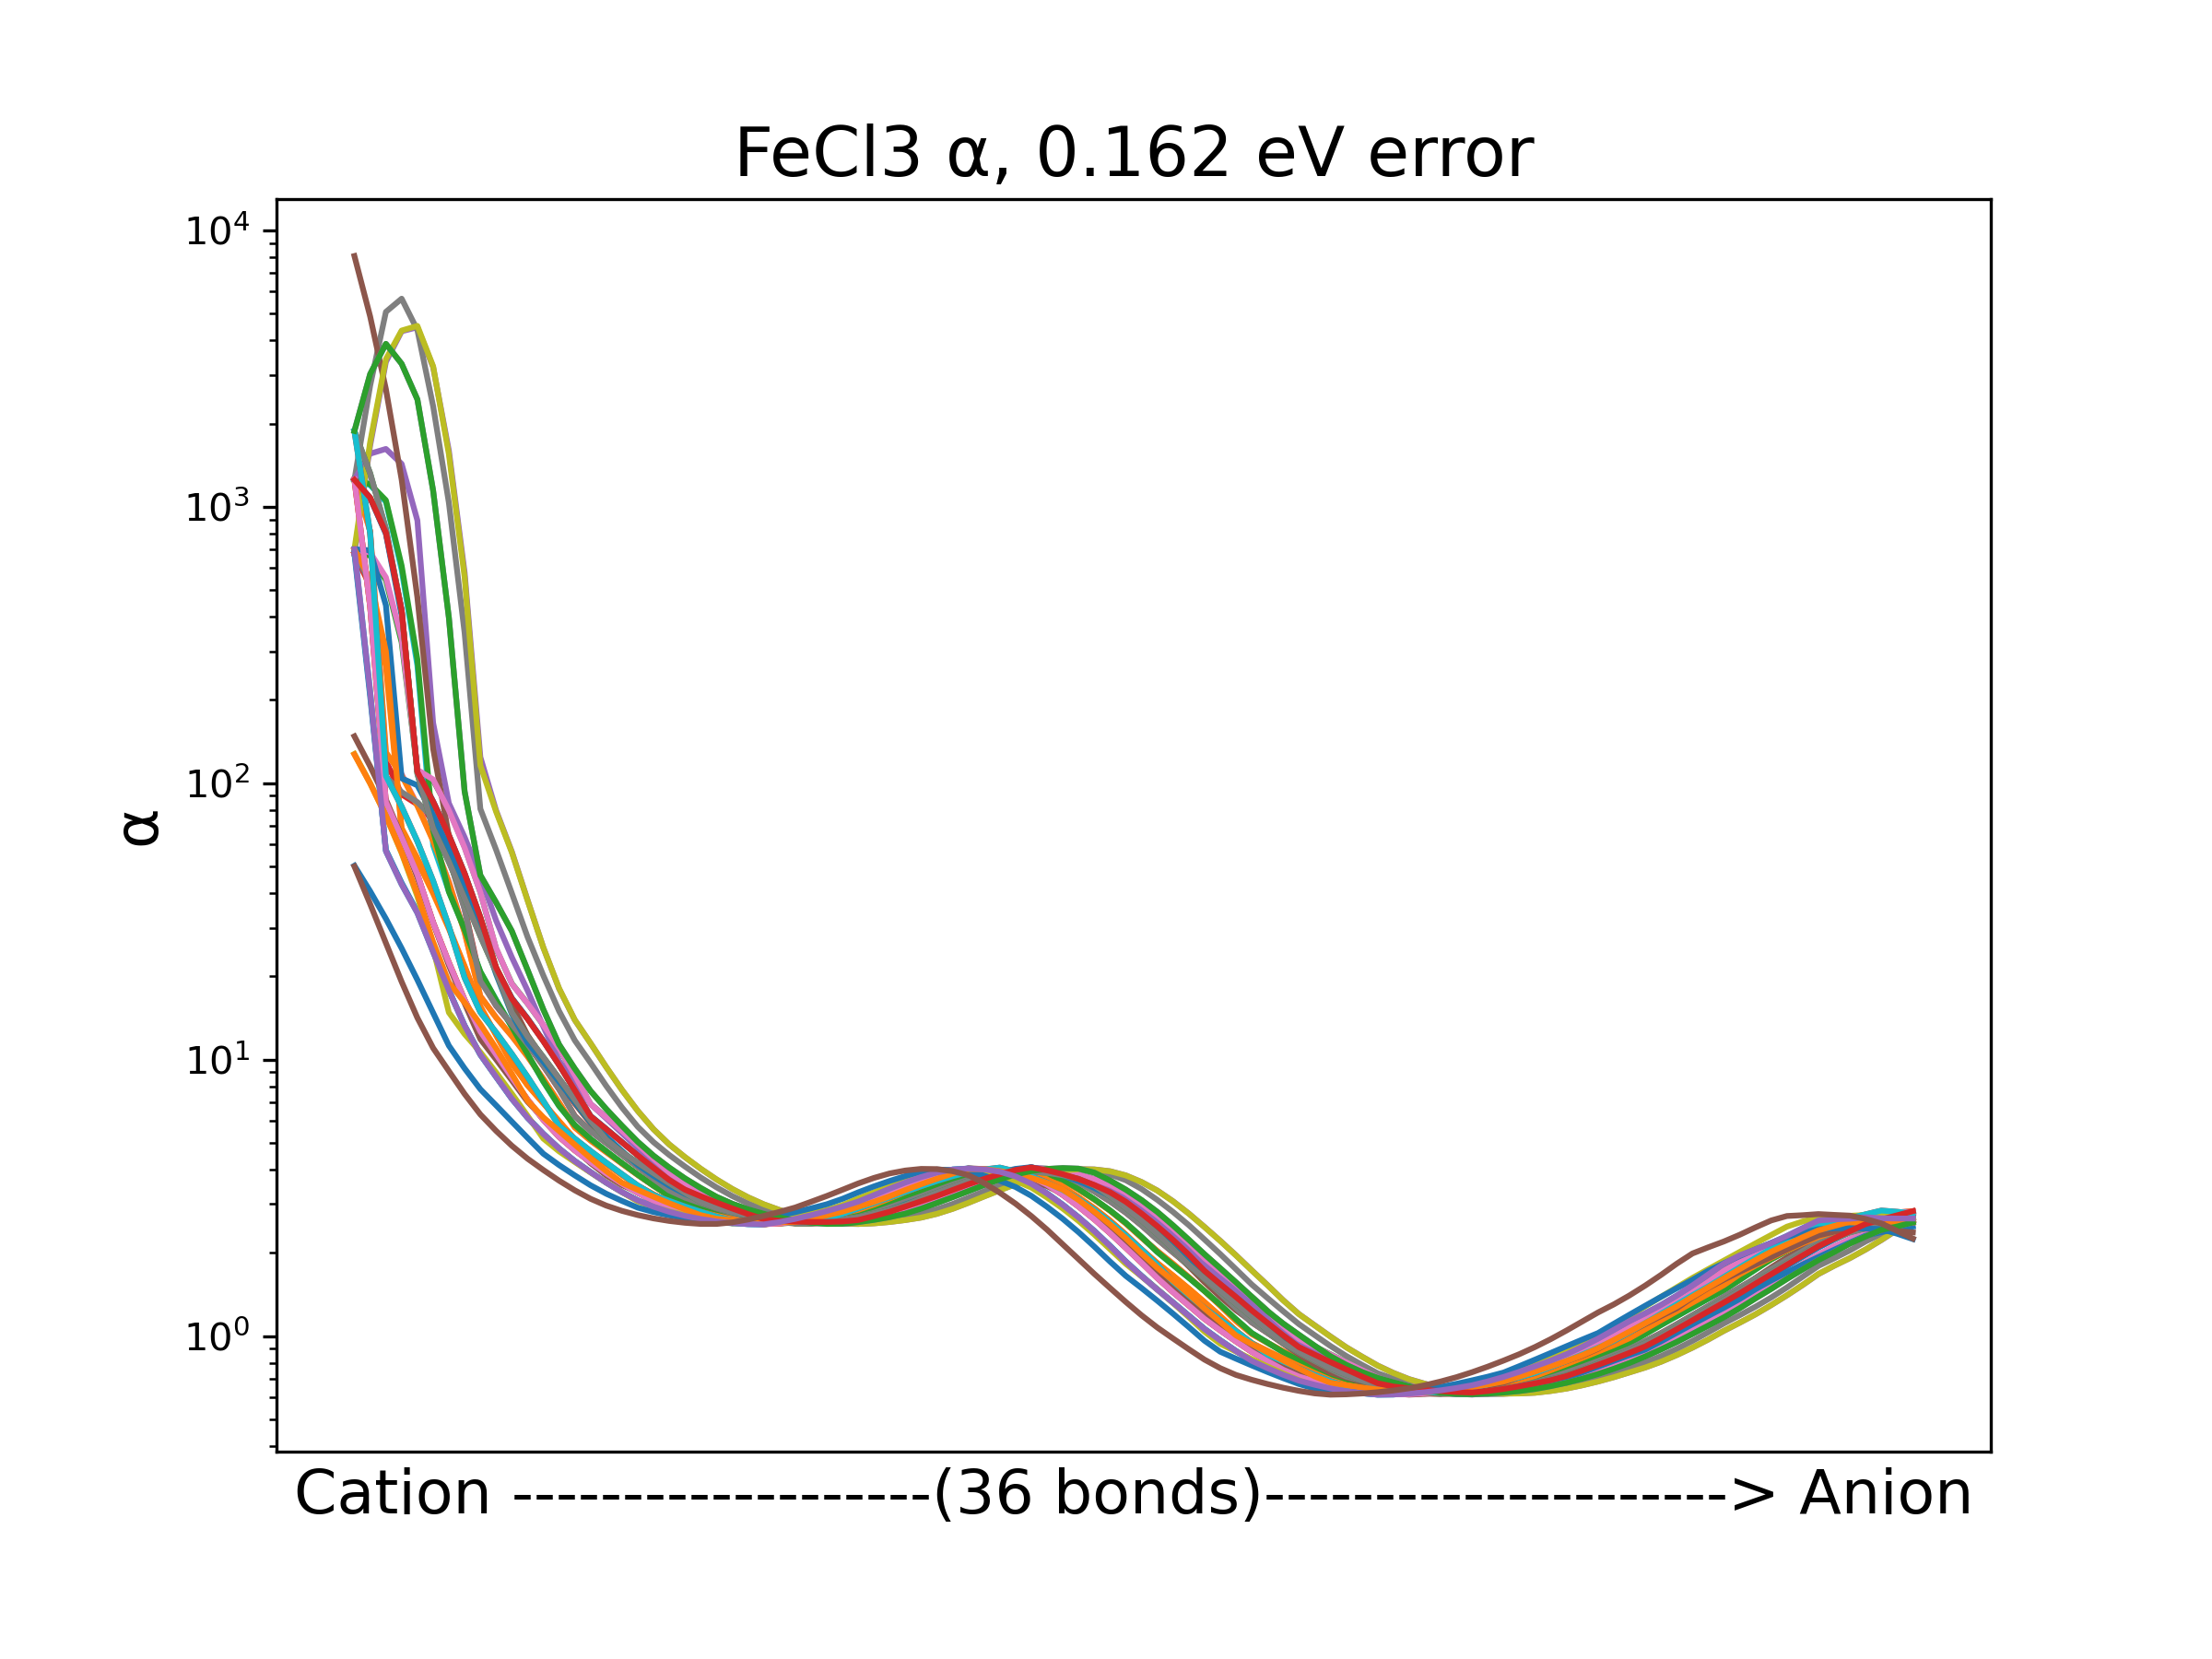 FeCl3 α, 0.162 eV error
10⁴
10³
10²
10¹
10⁰
α
Cation -------------------(36 bonds)---------------------> Anion